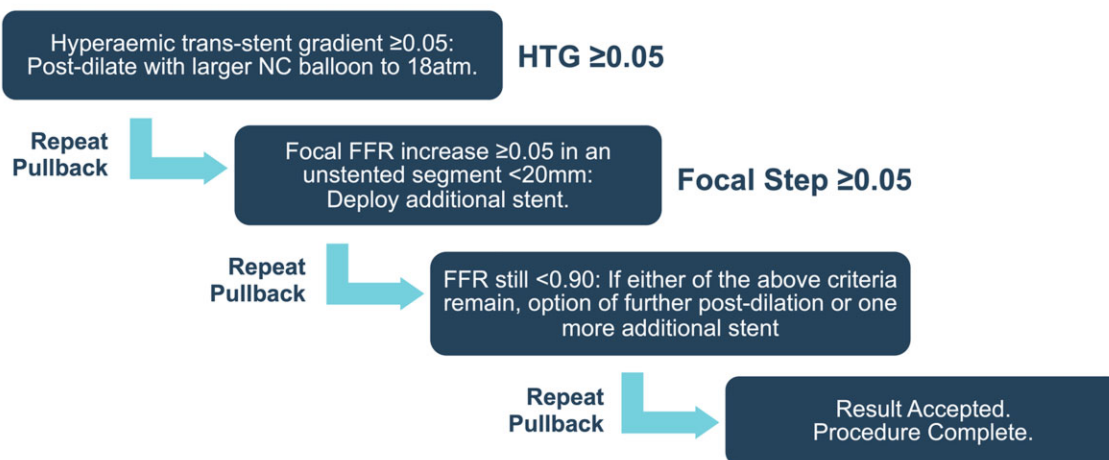 Hyperaemic trans-stent gradient ≥0.05:
Post-dilate with larger NC balloon to 18atm.
HTG ≥0.05
Repeat
Pullback
Focal FFR increase ≥0.05 in an
unstented segment <20mm:
Deploy additional stent.
Focal Step ≥0.05
Repeat
Pullback
FFR still <0.90: If either of the above criteria
remain, option of further post-dilation or one
more additional stent
Repeat
Pullback
Result Accepted.
Procedure Complete.